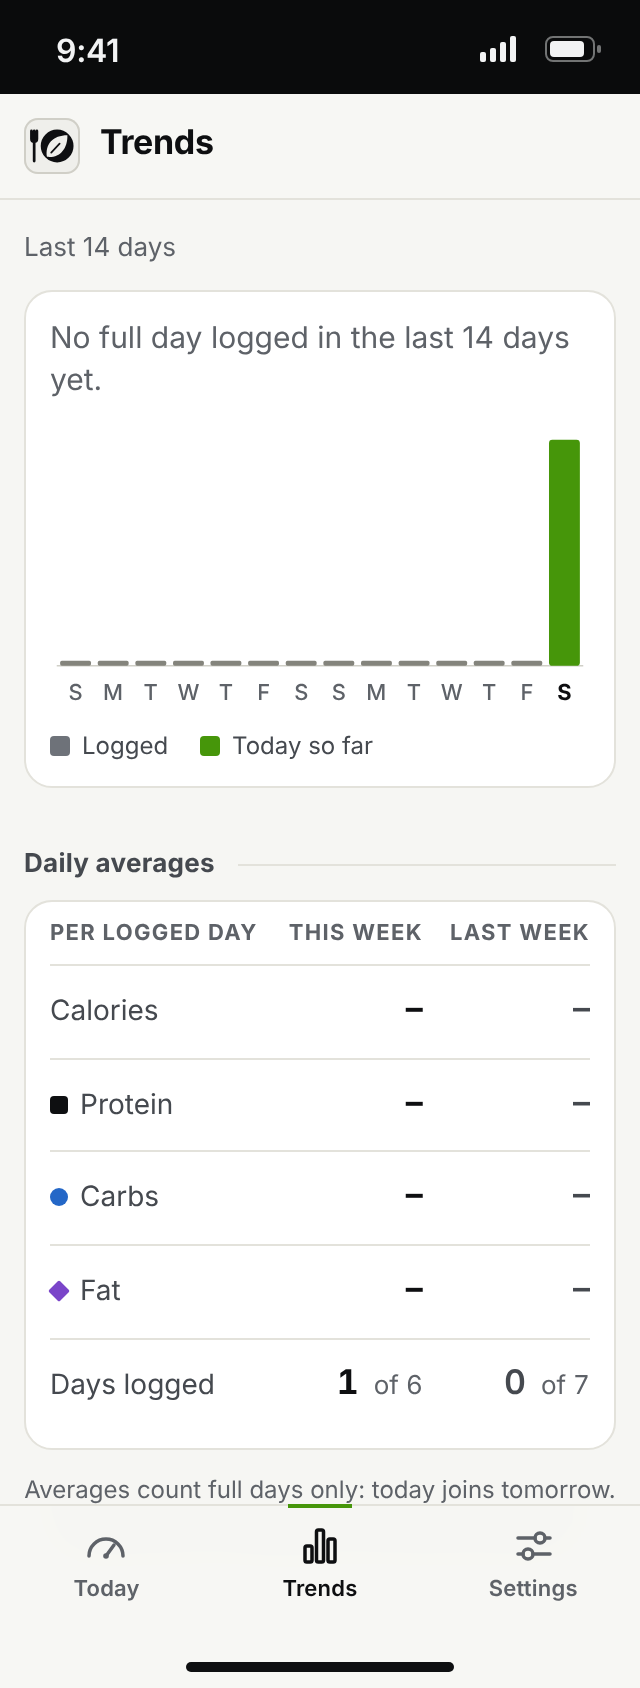 9:41
Trends
Last 14 days
No full day logged in the last 14 days
yet.
S M T W T F S S M T W T F S
Logged Today so far
Daily averages
PER LOGGED DAY THIS WEEK LAST WEEK
Calories – –
Protein – –
Carbs – –
Fat – –
Days logged 1 of 6 0 of 7
Averages count full days only: today joins tomorrow.
Today Trends Settings